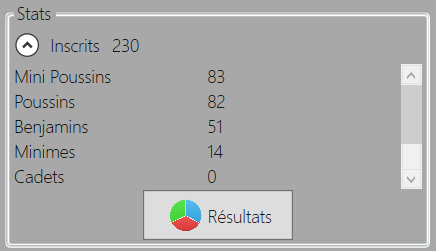 Stats
Inscrits 230
Mini Poussins 83
Poussins 82
Benjamins 51
Minimes 14
Cadets 0
Résultats